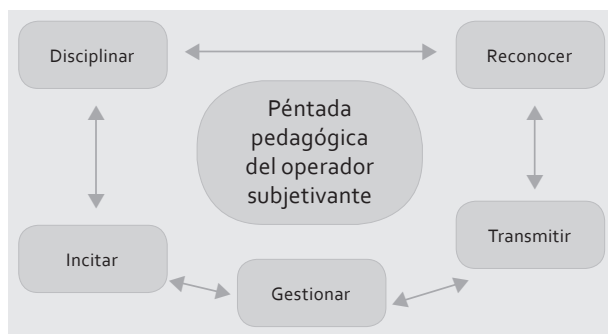 Disciplinar
Reconocer
Péntada
pedagógica
del operador
subjetivante
Incitar
Transmitir
Gestionar